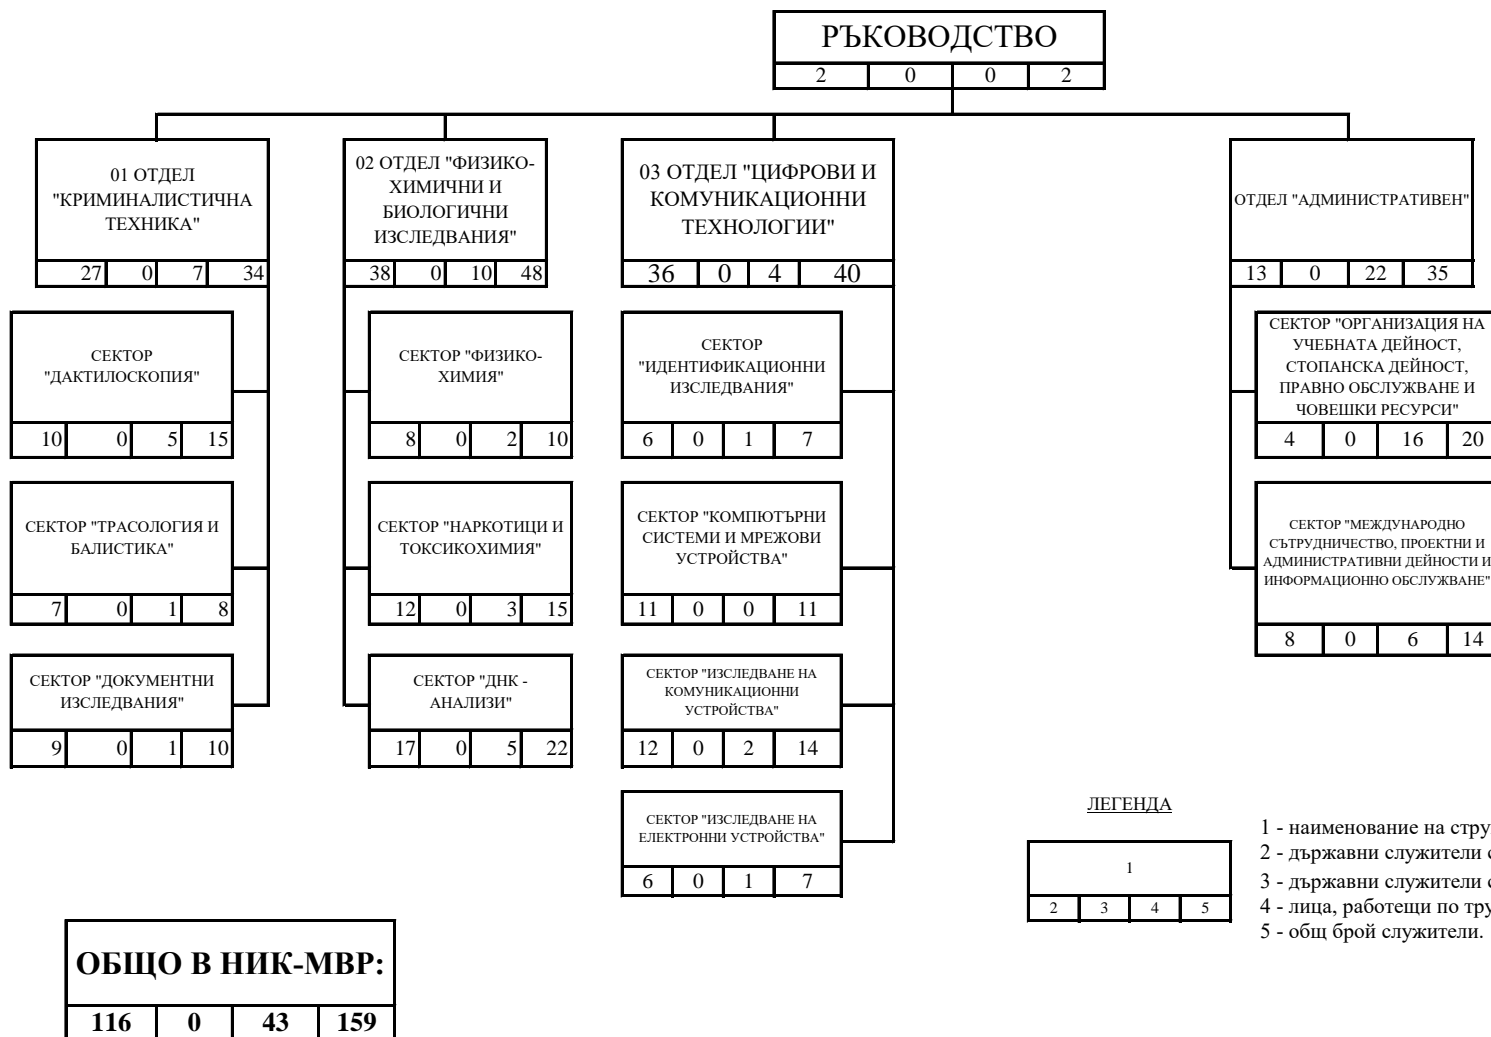 РЪКОВОДСТВО
2 0 0 2
01 ОТДЕЛ
"КРИМИНАЛИСТИЧНА
ТЕХНИКА"
27 0 7 34
02 ОТДЕЛ "ФИЗИКО-
ХИМИЧНИ И
БИОЛОГИЧНИ
ИЗСЛЕДВАНИЯ"
38 0 10 48
03 ОТДЕЛ "ЦИФРОВИ И
КОМУНИКАЦИОННИ
ТЕХНОЛОГИИ"
36 0 4 40
ОТДЕЛ "АДМИНИСТРАТИВЕН"
13 0 22 35
СЕКТОР
"ДАКТИЛОСКОПИЯ"
10 0 5 15
СЕКТОР "ФИЗИКО-
ХИМИЯ"
8 0 2 10
СЕКТОР
"ИДЕНТИФИКАЦИОННИ
ИЗСЛЕДВАНИЯ"
6 0 1 7
СЕКТОР "ОРГАНИЗАЦИЯ НА
УЧЕБНАТА ДЕЙНОСТ,
СТОПАНСКА ДЕЙНОСТ,
ПРАВНО ОБСЛУЖВАНЕ И
ЧОВЕШКИ РЕСУРСИ"
4 0 16 20
СЕКТОР "ТРАСОЛОГИЯ И
БАЛИСТИКА"
7 0 1 8
СЕКТОР "НАРКОТИЦИ И
ТОКСИКОХИМИЯ"
12 0 3 15
СЕКТОР "КОМПЮТЪРНИ
СИСТЕМИ И МРЕЖОВИ
УСТРОЙСТВА"
11 0 0 11
СЕКТОР "МЕЖДУНАРОДНО
СЪТРУДНИЧЕСТВО, ПРОЕКТНИ И
АДМИНИСТРАТИВНИ ДЕЙНОСТИ И
ИНФОРМАЦИОННО ОБСЛУЖВАНЕ"
8 0 6 14
СЕКТОР "ДОКУМЕНТНИ
ИЗСЛЕДВАНИЯ"
9 0 1 10
СЕКТОР "ДНК -
АНАЛИЗИ"
17 0 5 22
СЕКТОР "ИЗСЛЕДВАНЕ НА
КОМУНИКАЦИОННИ
УСТРОЙСТВА"
12 0 2 14
СЕКТОР "ИЗСЛЕДВАНЕ НА
ЕЛЕКТРОННИ УСТРОЙСТВА"
6 0 1 7
ЛЕГЕНДА
1
2 3 4 5
1 - наименование на
2 - държавни служители
3 - държавни служители
4 - лица, работещи по
5 - общ брой служители.
ОБЩО В НИК-МВР:
116 0 43 159